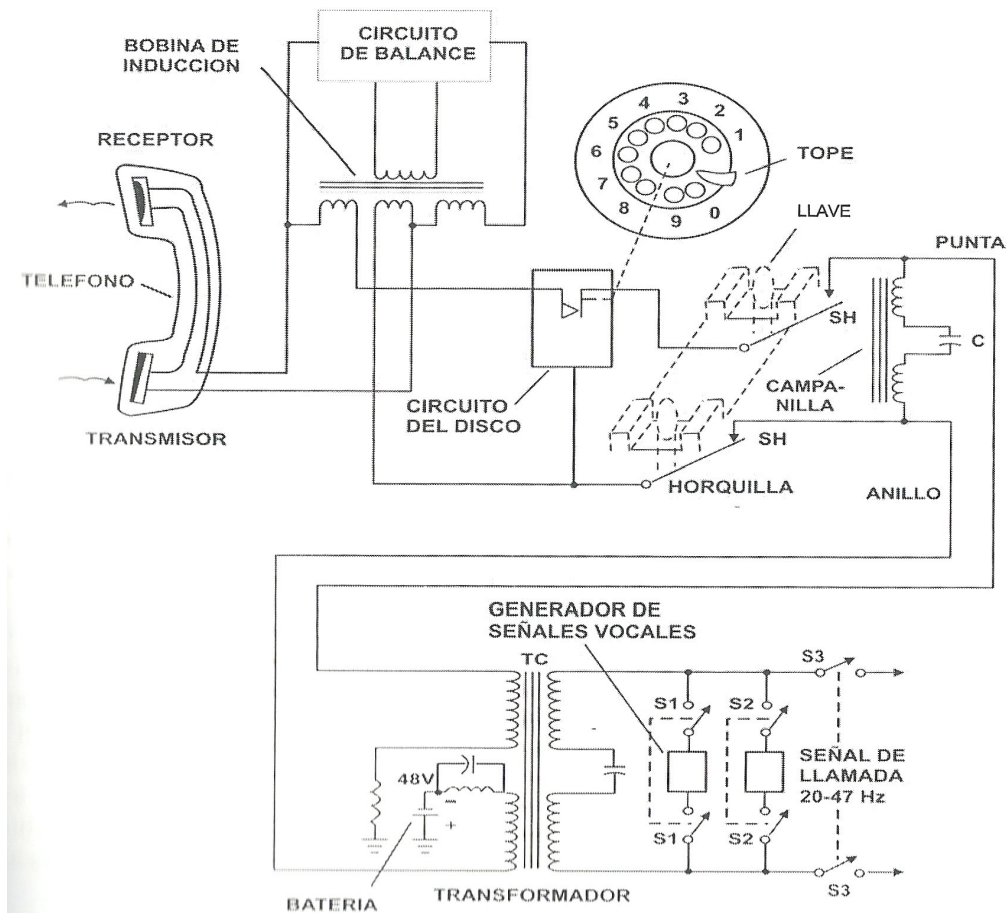 CIRCUITO
DE BALANCE
BOBINA DE
INDUCCION
RECEPTOR
3
4
2
5
1
6
7
8
9
0
TOPE
LLAVE
PUNTA
TELEFONO
SH
C
CAMPA-
NILLA
CIRCUITO
DEL DISCO
TRANSMISOR
SH
HORQUILLA
ANILLO
GENERADOR DE
SEÑALES VOCALES
TC
S3
S1
S2
48V
SEÑAL DE
LLAMADA
20-47 Hz
–
+
S1
S2
S3
BATERIA
TRANSFORMADOR